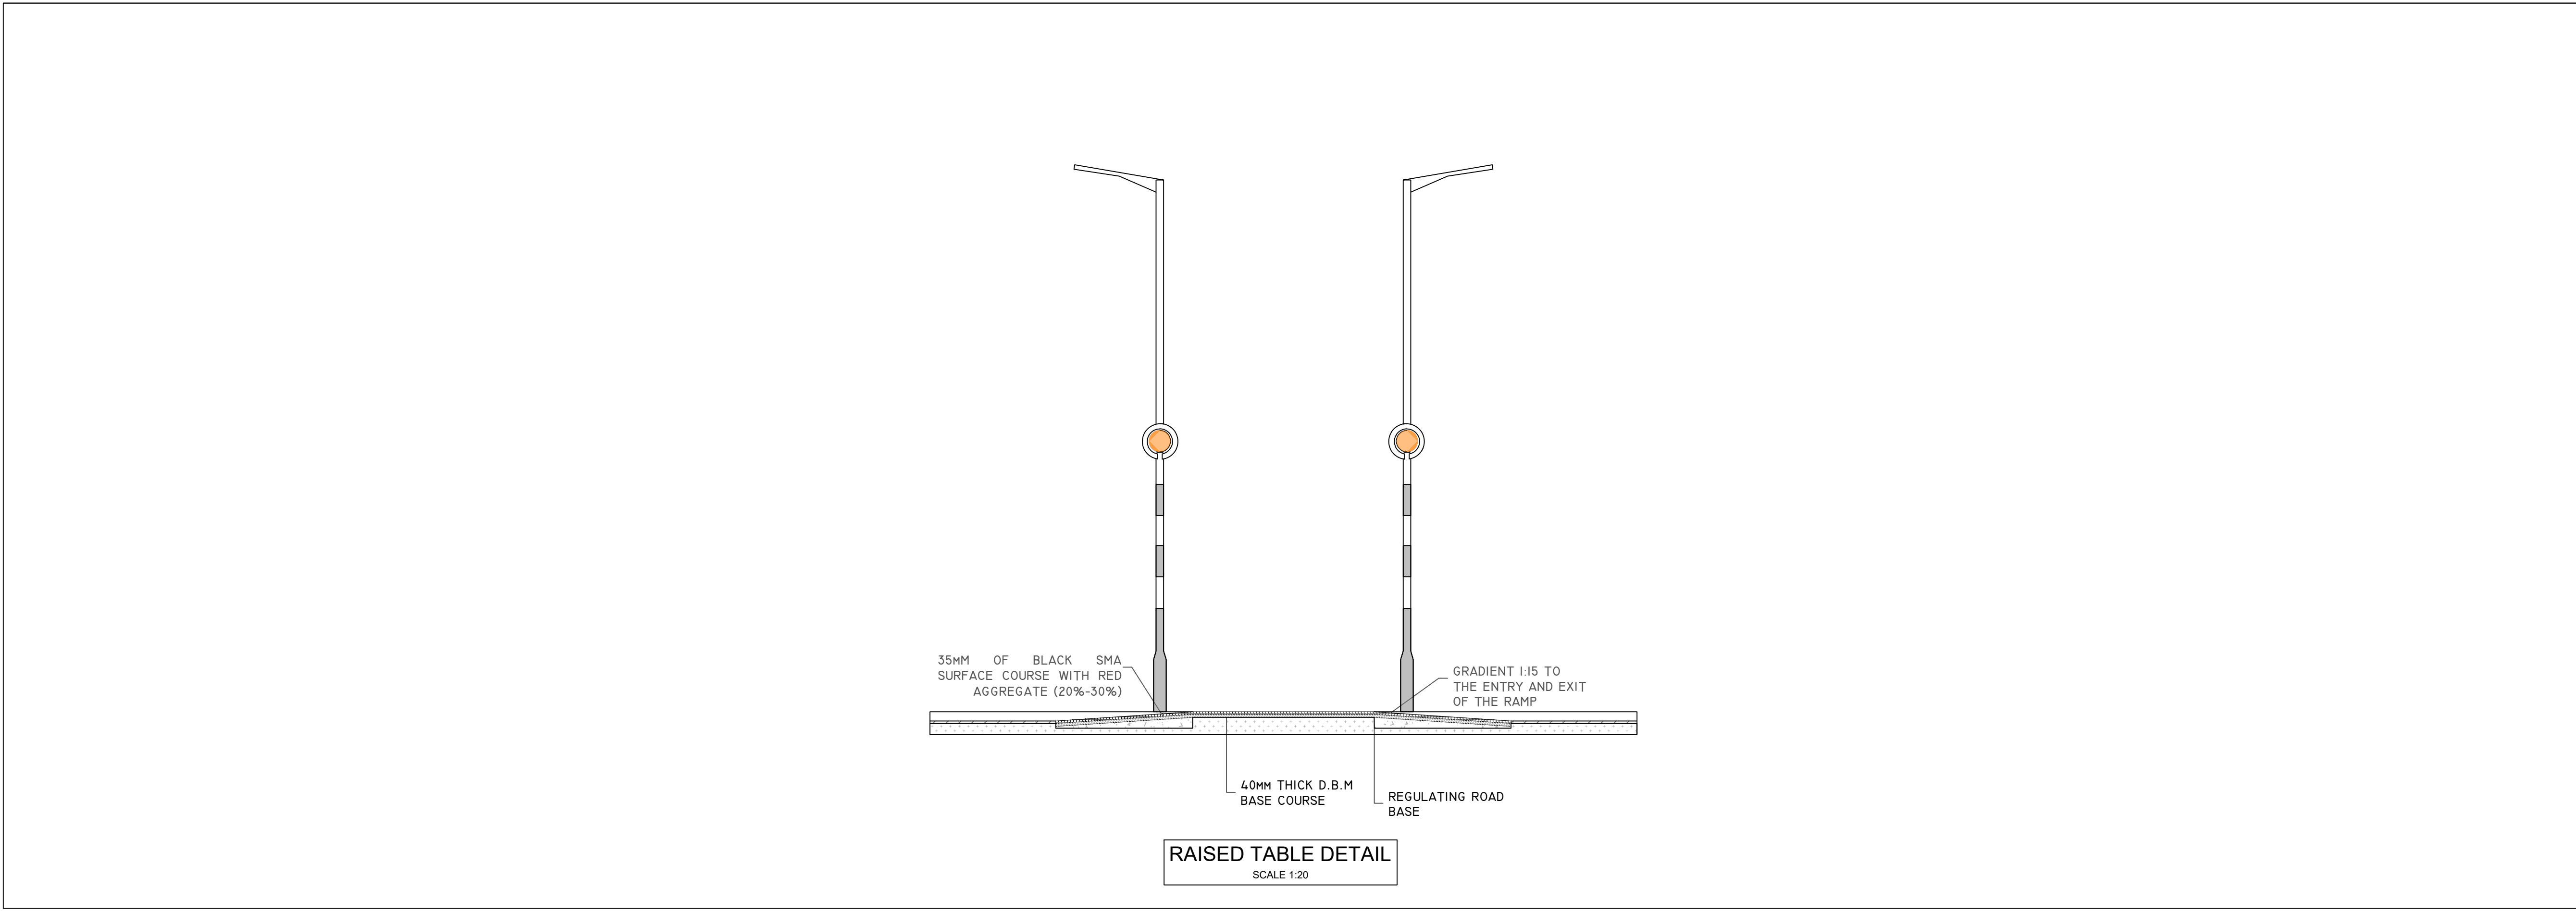 35MM OF BLACK SMA
SURFACE COURSE WITH RED
AGGREGATE (20%-30%)
GRADIENT 1:15 TO
THE ENTRY AND EXIT
OF THE RAMP
40MM THICK D.B.M
BASE COURSE
REGULATING ROAD
BASE
RAISED TABLE DETAIL
SCALE 1:20